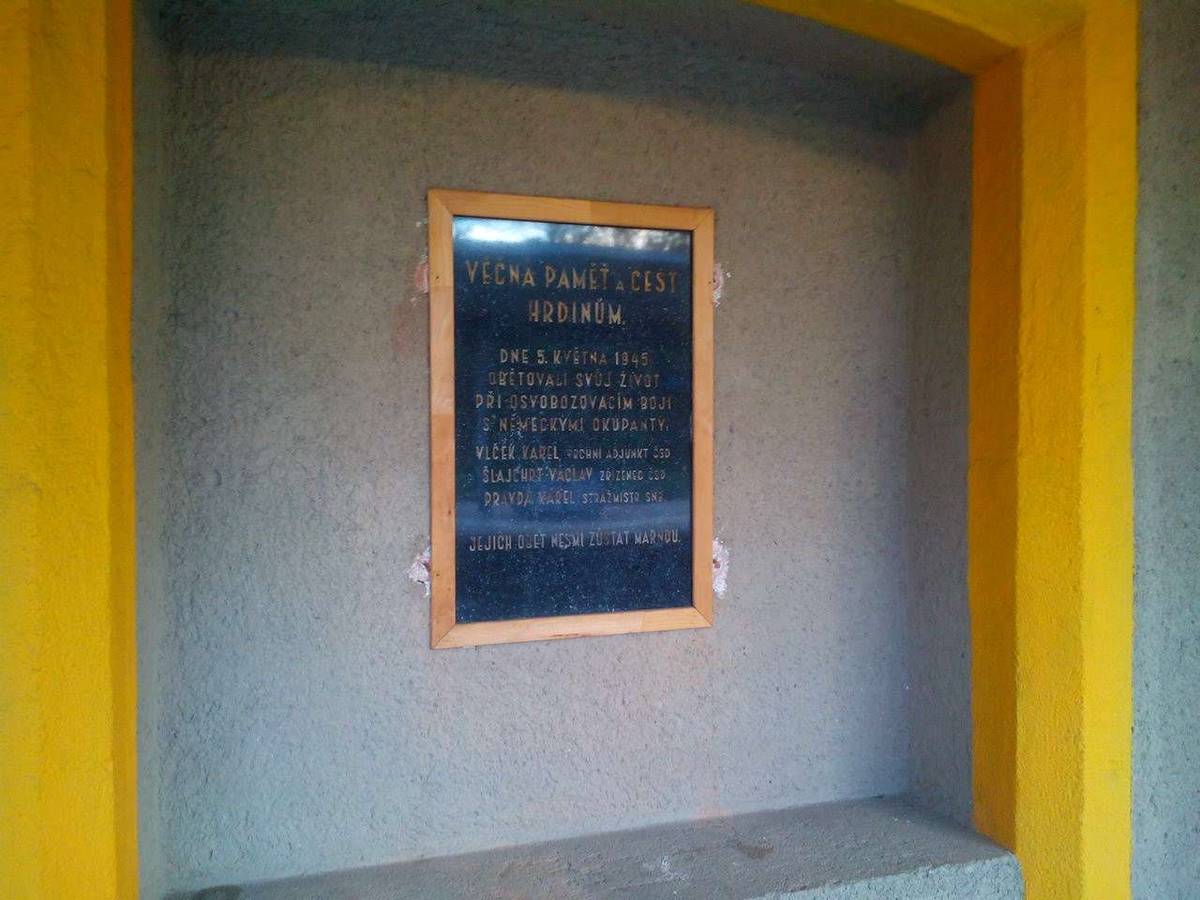 VĚČNÁ PAMĚŤ A ČEST
HRDINŮM.
DNE 5. KVĚTNA 1945
OBĚTOVALI SVŮJ ŽIVOT
PŘI OSVOBOZOVACÍM BOJI
S NĚMECKÝMI OKUPANTY.
VLČEK KAREL, VRCHNÍ ADJUNKT ČSD
ŠLAJCHRT VÁCLAV ZŘÍZENEC ČSD
PRAVDA KAREL STRÁŽMISTR SNB.
JEJICH OBĚŤ NESMÍ ZŮSTAT MARNOU.